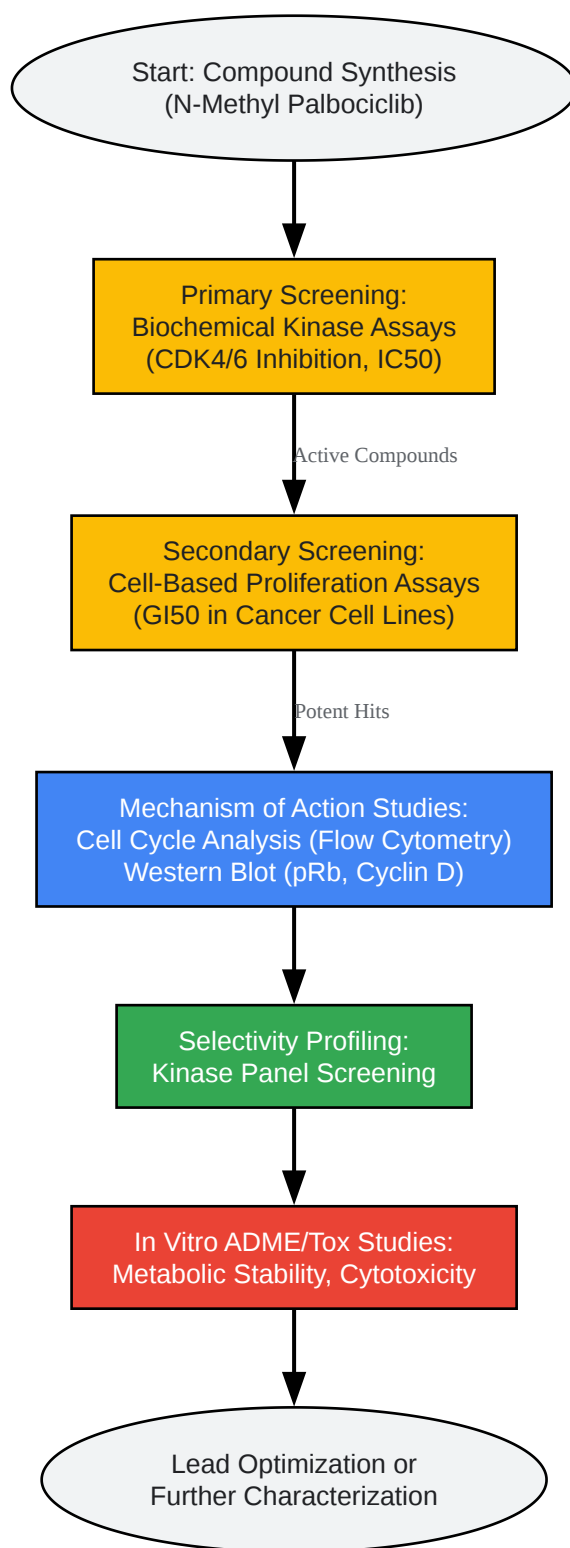 Start: Compound Synthesis
(N-Methyl Palbociclib)
Primary Screening:
Biochemical Kinase Assays
(CDK4/6 Inhibition, IC50)
Active Compounds
Secondary Screening:
Cell-Based Proliferation Assays
(GI50 in Cancer Cell Lines)
Potent Hits
Mechanism of Action Studies:
Cell Cycle Analysis (Flow Cytometry)
Western Blot (pRb, Cyclin D)
Selectivity Profiling:
Kinase Panel Screening
In Vitro ADME/Tox Studies:
Metabolic Stability, Cytotoxicity
Lead Optimization or
Further Characterization